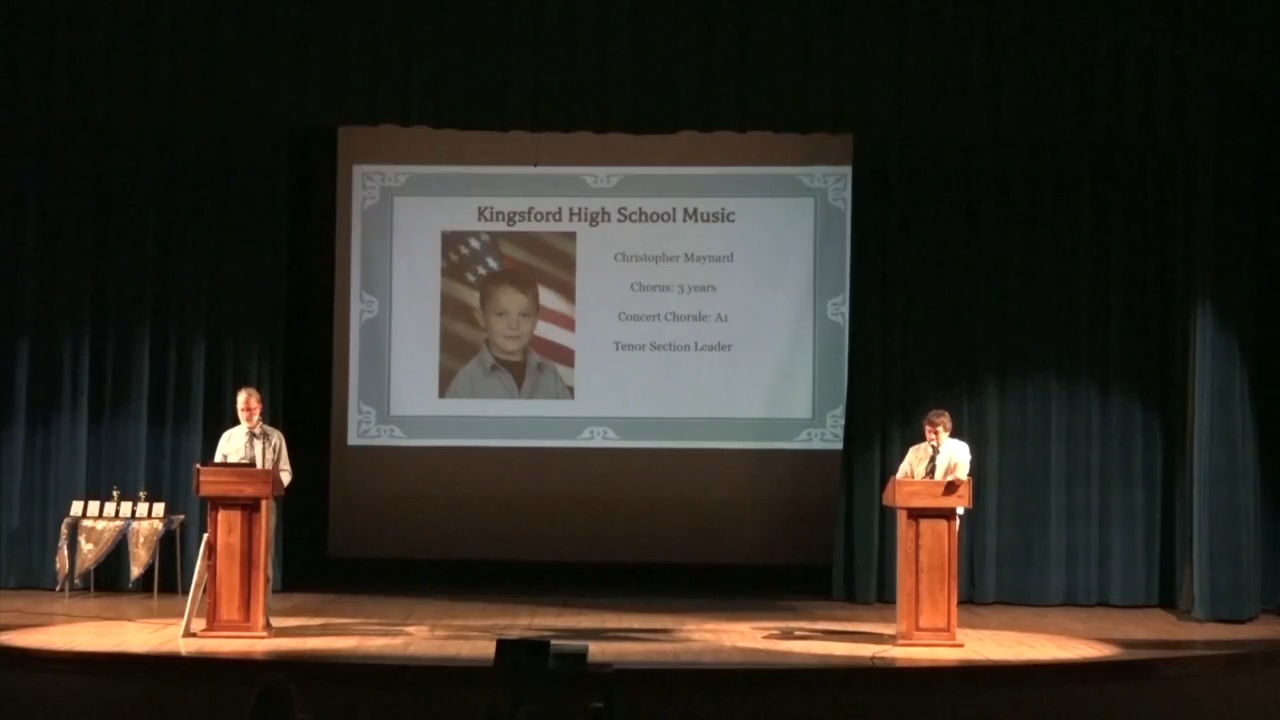 Kingsford High School Music
Christopher Maynard
Chorus: 3 years
Concert Chorale: A1
Tenor Section Leader